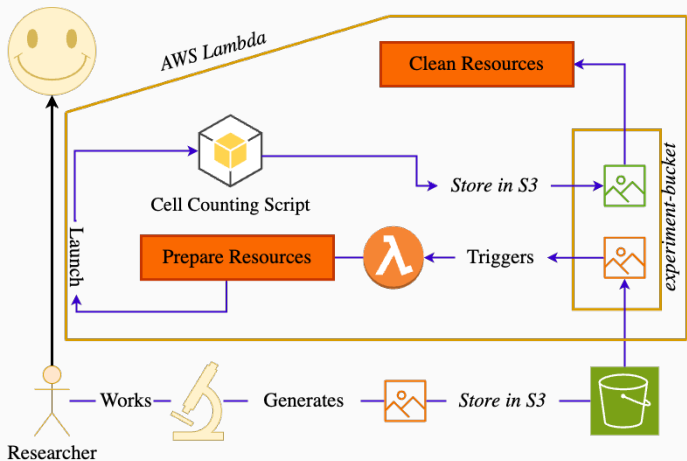 AWS Lambda
Clean Resources
Cell Counting Script
Store in S3
experiment-bucket
Launch
Prepare Resources
λ
Triggers
Works
Generates
Store in S3
Researcher